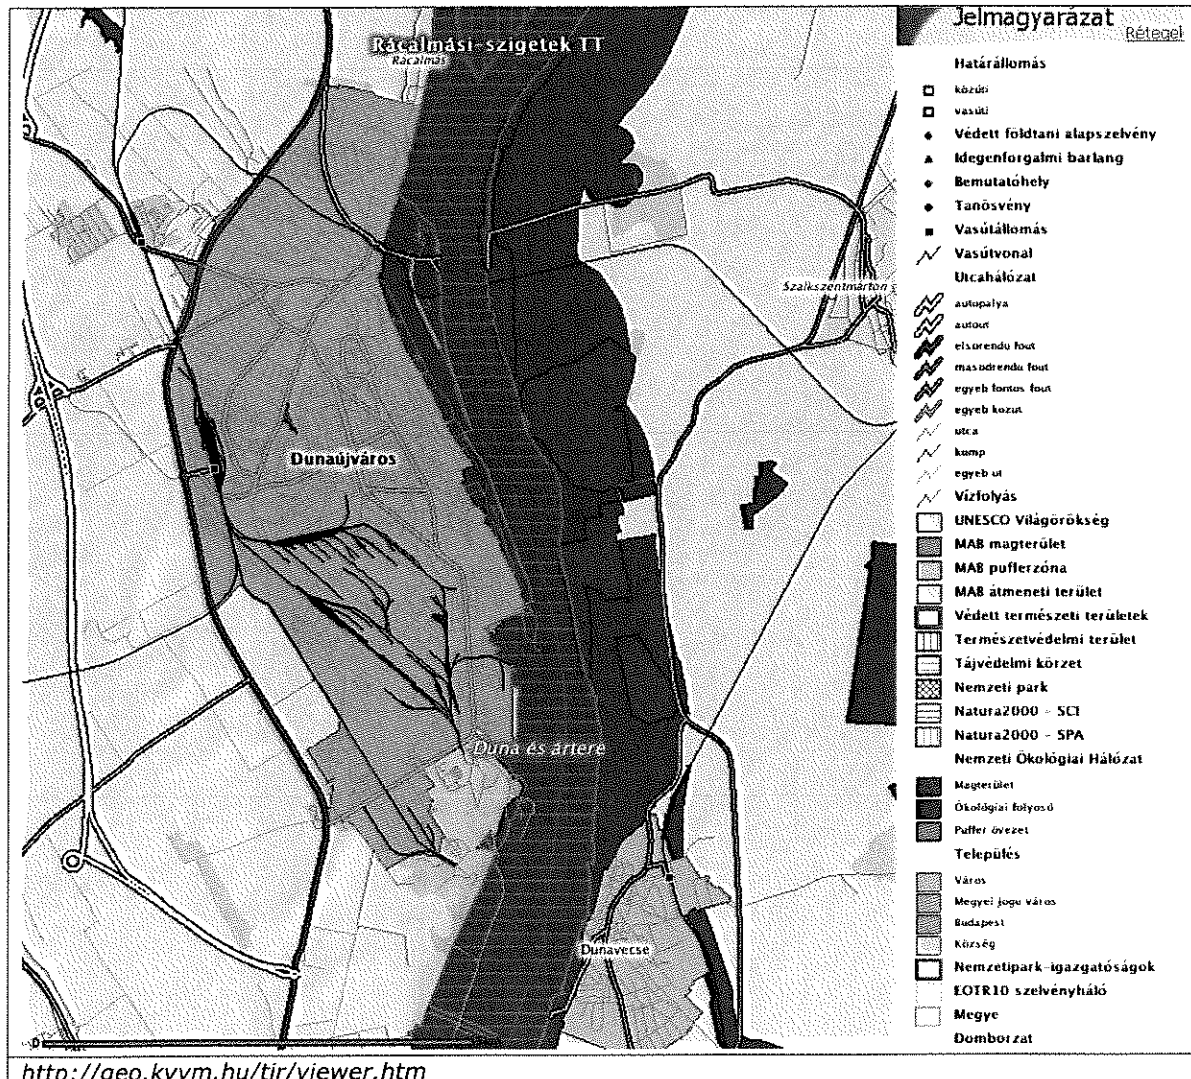 Rácalmási-szigetek TT
Rácalmás
Szalkszentmárton
Dunaújváros
Duna és ártere
Dunavecse
0
Jelmagyarázat
Rétegel
Határállomás
közúti
vasúti
Védett földtani alapszelvény
Idegenforgalmi barlang
Bemutatóhely
Tanösvény
Vasútállomás
Vasútvonal
Utcahálózat
autopalya
autout
elsorendu fout
masodrendu fout
egyeb fontos fout
egyeb kozut
utca
komp
egyeb ut
Vízfolyás
UNESCO Világörökség
MAB magterület
MAB pufferzóna
MAB átmeneti terület
Védett természeti területek
Természetvédelmi terület
Tájvédelmi körzet
Nemzeti park
Natura2000 - SCI
Natura2000 - SPA
Nemzeti Ökológiai Hálózat
Magterület
Ökológiai folyosó
Puffer övezet
Település
Város
Megyei jogu város
Budapest
Község
Nemzetipark-igazgatóságok
EOTR10 szelvényháló
Megye
Domborzat
http://geo.kvvm.hu/tir/viewer.htm